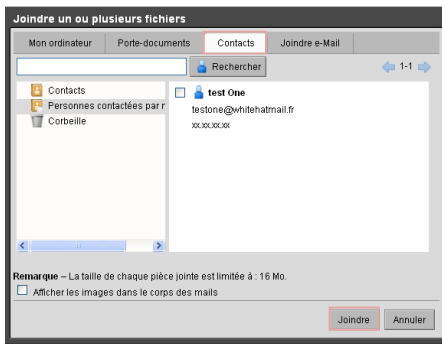 Joindre un ou plusieurs fichiers
Mon ordinateur Porte-documents Contacts Joindre e-Mail
Rechercher 1-1
Contacts
Personnes contactées par r
Corbeille
test One
testone@whitehatmail.fr
xx.xx.xx.xx
Remarque – La taille de chaque pièce jointe est limitée à : 16 Mo.
Afficher les images dans le corps des mails
Joindre Annuler